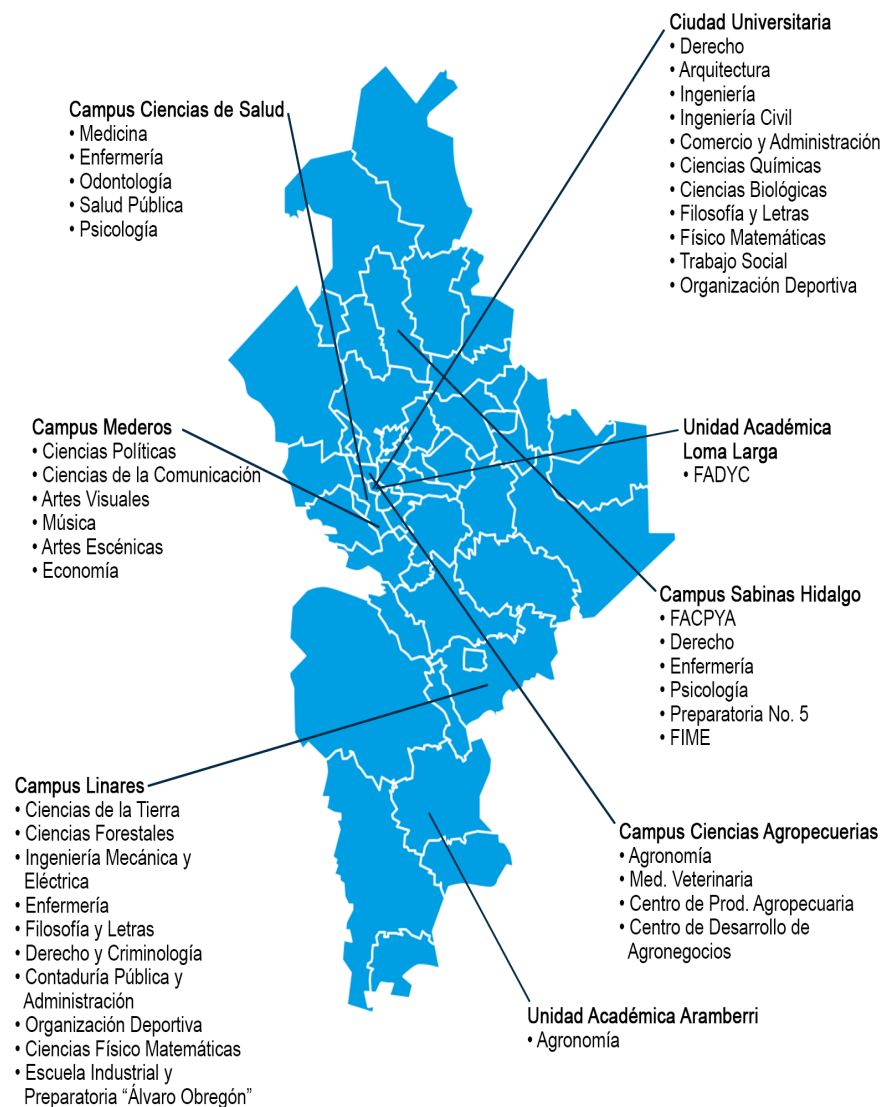 Ciudad Universitaria
• Derecho
• Arquitectura
• Ingeniería
• Ingeniería Civil
• Comercio y Administración
• Ciencias Químicas
• Ciencias Biológicas
• Filosofía y Letras
• Físico Matemáticas
• Trabajo Social
• Organización Deportiva
Campus Ciencias de Salud
• Medicina
• Enfermería
• Odontología
• Salud Pública
• Psicología
Campus Mederos
• Ciencias Políticas
• Ciencias de la Comunicación
• Artes Visuales
• Música
• Artes Escénicas
• Economía
Unidad Académica
Loma Larga
• FADYC
Campus Sabinas Hidalgo
• FACPYA
• Derecho
• Enfermería
• Psicología
• Preparatoria No. 5
• FIME
Campus Linares
• Ciencias de la Tierra
• Ciencias Forestales
• Ingeniería Mecánica y
Eléctrica
• Enfermería
• Filosofía y Letras
• Derecho y Criminología
• Contaduría Pública y
Administración
• Organización Deportiva
• Ciencias Físico Matemáticas
• Escuela Industrial y
Preparatoria “Álvaro Obregón”
Campus Ciencias Agropecuerias
• Agronomía
• Med. Veterinaria
• Centro de Prod. Agropecuaria
• Centro de Desarrollo de
Agronegocios
Unidad Académica Aramberri
• Agronomía